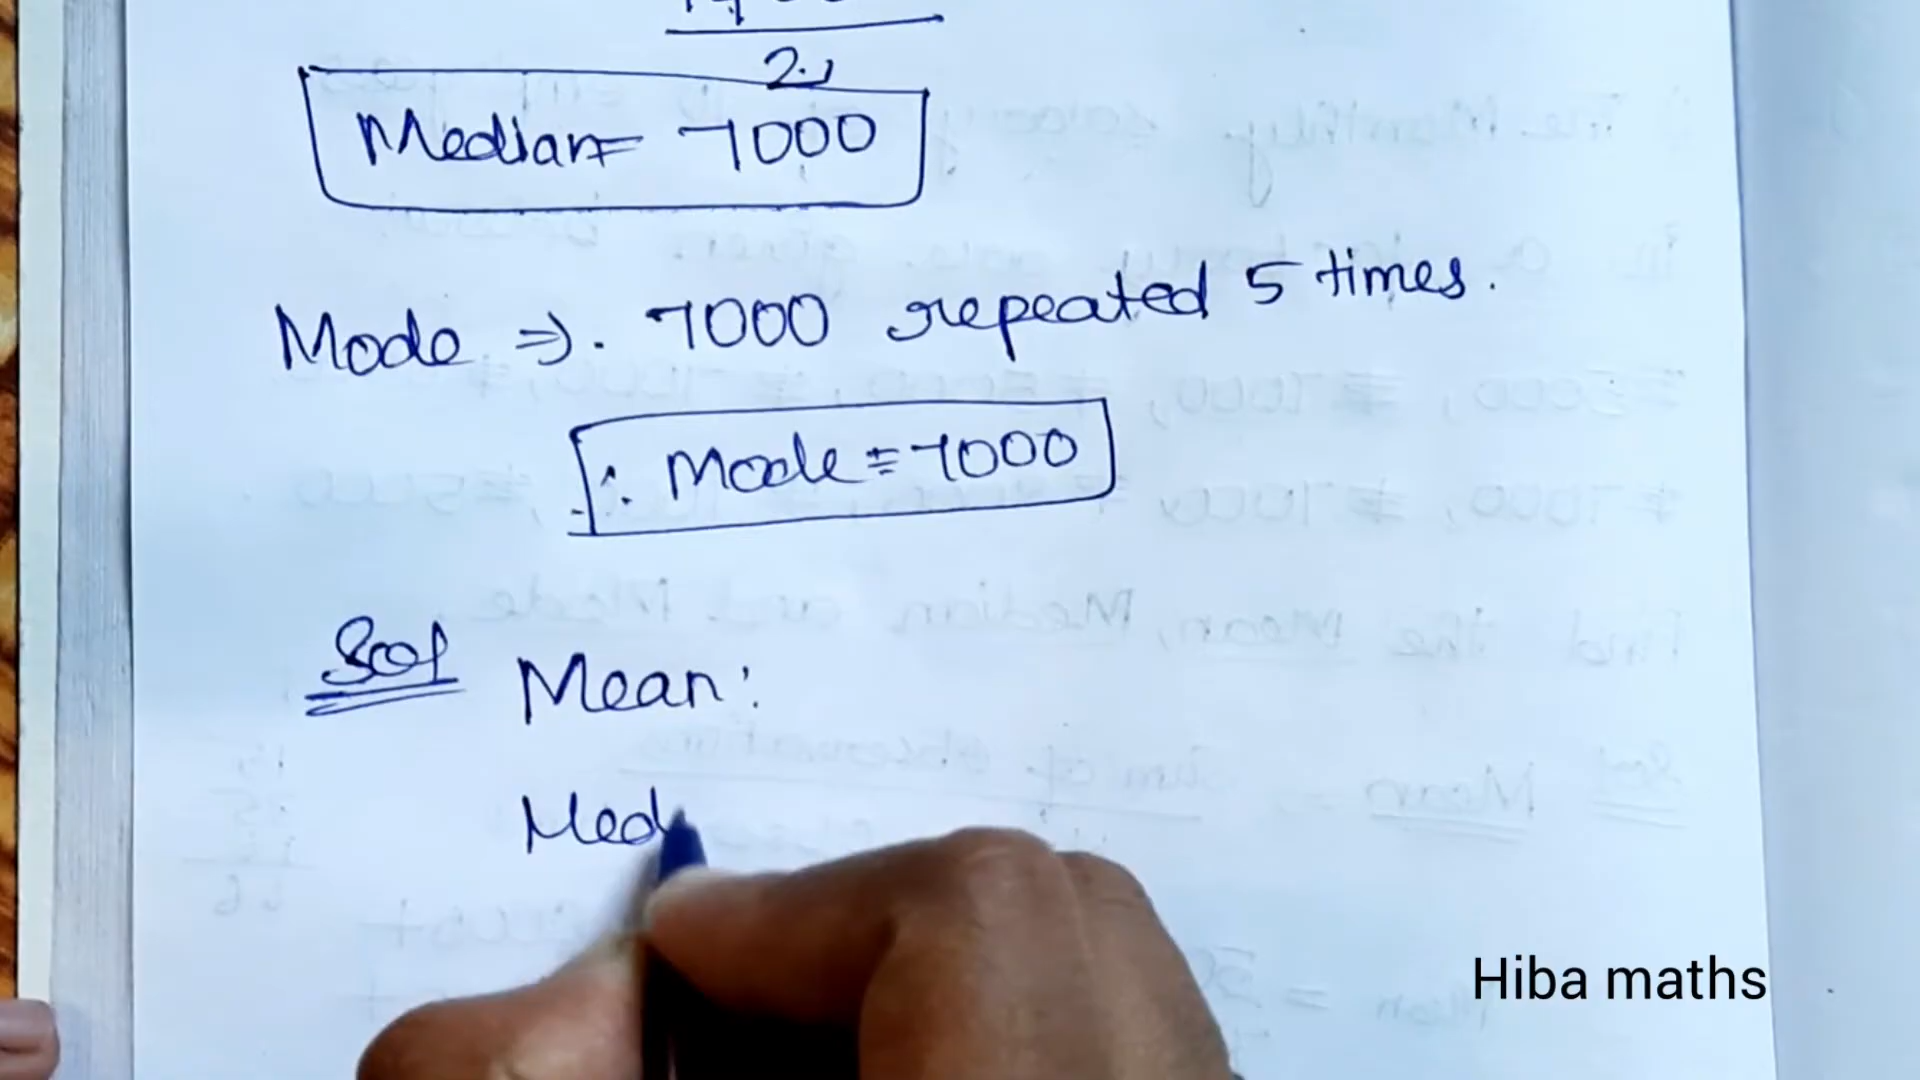 2.
Median = 7000
Mode ⇒. 7000 repeated 5 times.
∴ Mode = 7000
Sol Mean:
Med
Hiba maths